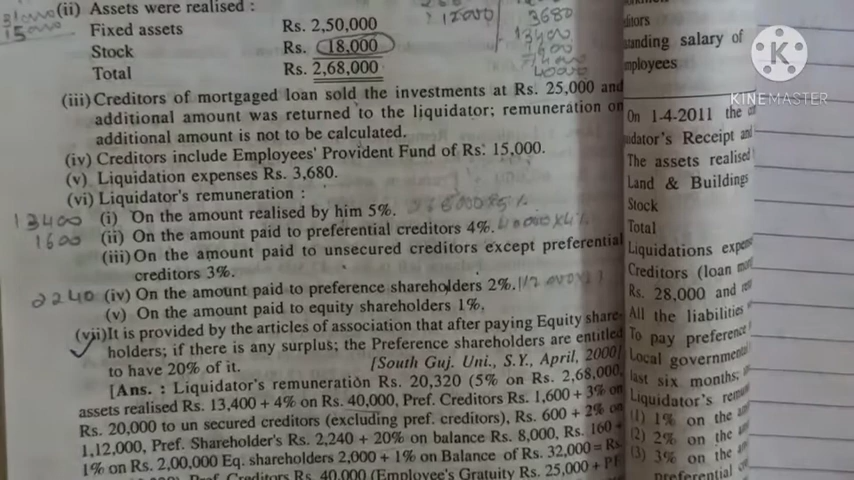 (ii) Assets were realised :
Fixed assets Rs. 2,50,000
Stock Rs. 18,000
Total Rs. 2,68,000
(iii) Creditors of mortgaged loan sold the investments at Rs. 25,000 and
additional amount was returned to the liquidator; remuneration on
additional amount is not to be calculated.
(iv) Creditors include Employees' Provident Fund of Rs. 15,000.
(v) Liquidation expenses Rs. 3,680.
(vi) Liquidator's remuneration :
13400 (i) On the amount realised by him 5%.
1600 (ii) On the amount paid to preferential creditors 4%.
(iii) On the amount paid to unsecured creditors except preferential
creditors 3%.
2240 (iv) On the amount paid to preference shareholders 2%.
(v) On the amount paid to equity shareholders 1%.
(vii) It is provided by the articles of association that after paying Equity share-
holders; if there is any surplus; the Preference shareholders are entitled
to have 20% of it. [South Guj. Uni., S.Y., April, 2000]
[Ans. : Liquidator's remuneration Rs. 20,320 (5% on Rs. 2,68,000,
assets realised Rs. 13,400 + 4% on Rs. 40,000, Pref. Creditors Rs. 1,600 + 3% on
Rs. 20,000 to un secured creditors (excluding pref. creditors), Rs. 600 + 2% on
1,12,000, Pref. Shareholder's Rs. 2,240 + 20% on balance Rs. 8,000, Rs. 160 +
1% on Rs. 2,00,000 Eq. shareholders 2,000 + 1% on Balance of Rs. 32,000 = Rs.
Pref. Creditors Rs. 40,000 (Employee's Gratuity Rs. 25,000 +
12000
3680
13400
salary of
KINEMASTER
On 1-4-2011 the
Receipt and
The assets realised
Land & Buildings
Stock
Total
Liquidations
Creditors (loan
Rs. 28,000 and
All the liabilities
To pay preference
Local
last six months;
Liquidator's
(1) 1% on the
(2) 2% on the
(3) 3% on the
preferential